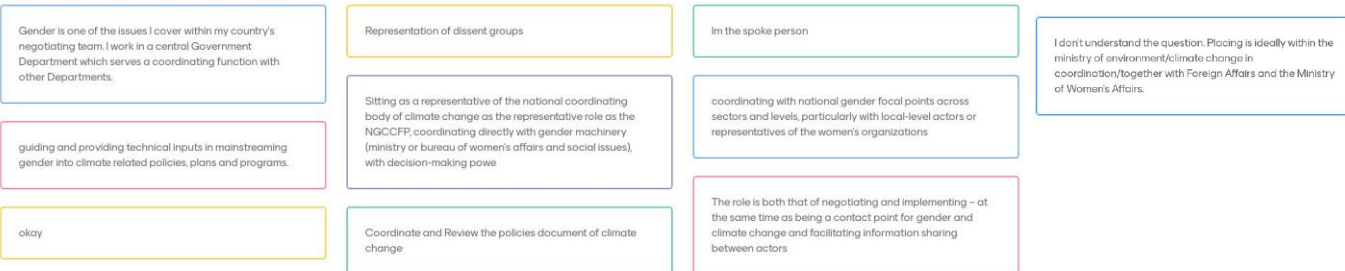 Gender is one of the issues I cover within my country's
negotiating team. I work in a central Government
Department which serves a coordinating function with
other Departments.
guiding and providing technical inputs in mainstreaming
gender into climate related policies, plans and programs.
okay
Representation of dissent groups
Sitting as a representative of the national coordinating
body of climate change as the representative role as the
NGCCFP, coordinating directly with gender machinery
(ministry or bureau of women's affairs and social issues),
with decision-making powe
Coordinate and Review the policies document of climate
change
Im the spoke person
coordinating with national gender focal points across
sectors and levels, particularly with local-level actors or
representatives of the women's organizations
The role is both that of negotiating and implementing – at
the same time as being a contact point for gender and
climate change and facilitating information sharing
between actors
I don't understand the question. Placing is ideally within the
ministry of environment/climate change in
coordination/together with Foreign Affairs and the Ministry
of Women's Affairs.